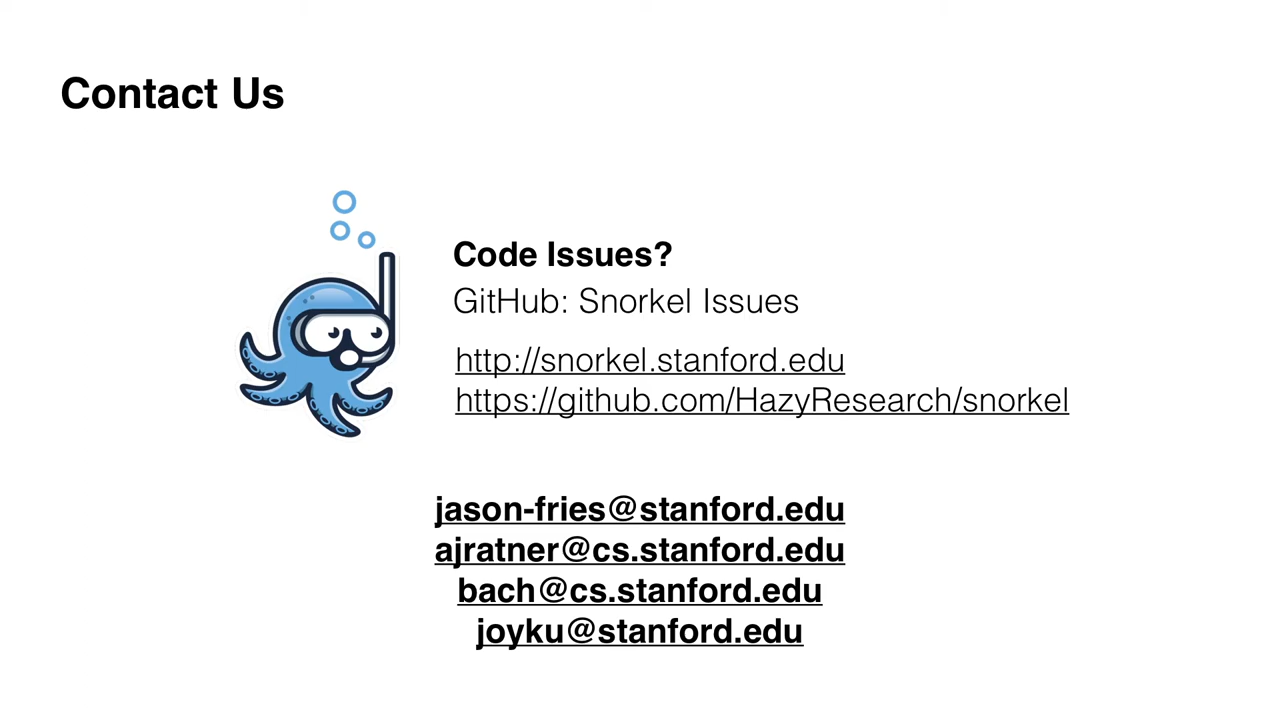 Contact Us
Code Issues?
GitHub: Snorkel Issues
http://snorkel.stanford.edu
https://github.com/HazyResearch/snorkel
jason-fries@stanford.edu
ajratner@cs.stanford.edu
bach@cs.stanford.edu
joyku@stanford.edu